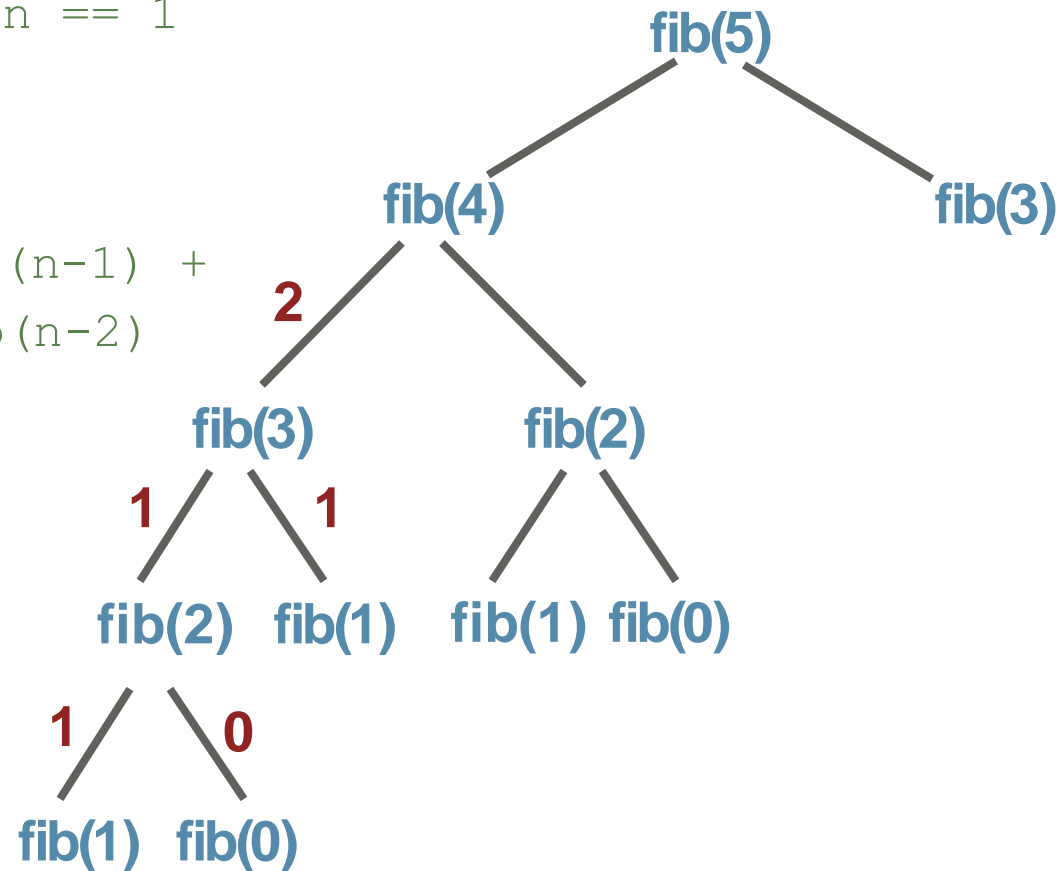 n == 1
fib(5)
fib(4) fib(3)
(n-1) +
2
(n-2)
fib(3) fib(2)
1 1
fib(2) fib(1) fib(1) fib(0)
1 0
fib(1) fib(0)